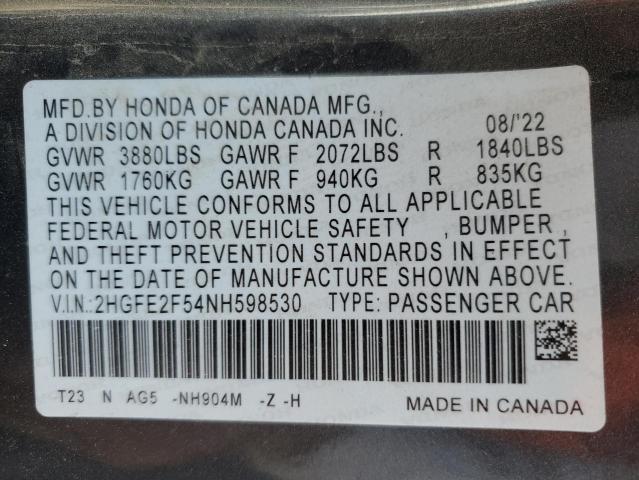 MFD.BY HONDA OF CANADA MFG.,
A DIVISION OF HONDA CANADA INC. 08/'22
GVWR 3880LBS GAWR F 2072LBS R 1840LBS
GVWR 1760KG GAWR F 940KG R 835KG
THIS VEHICLE CONFORMS TO ALL APPLICABLE
FEDERAL MOTOR VEHICLE SAFETY , BUMPER ,
AND THEFT PREVENTION STANDARDS IN EFFECT
ON THE DATE OF MANUFACTURE SHOWN ABOVE.
V.I.N.:2HGFE2F54NH598530 TYPE: PASSENGER CAR
T23 N AG5 -NH904M -Z -H
MADE IN CANADA